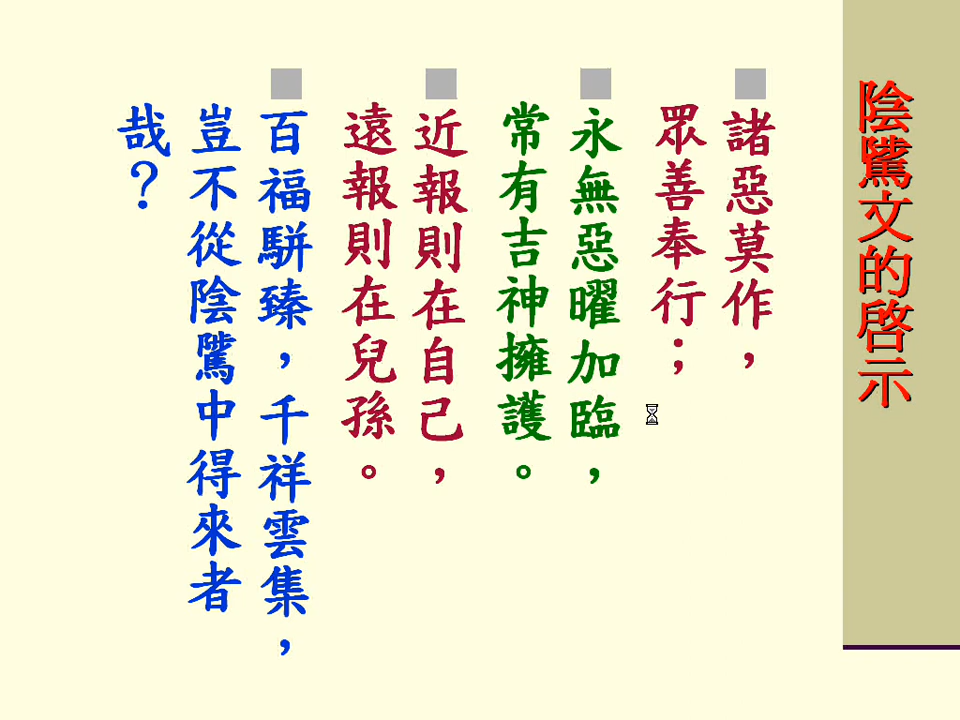 陰騭文的啓示
諸惡莫作，
眾善奉行；
永無惡曜加臨，
常有吉神擁護。
近報則在自己，
遠報則在兒孫。
百福駢臻，千祥雲集，
豈不從陰騭中得來者
哉？